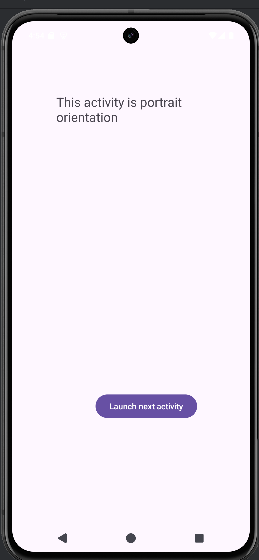 This activity is portrait
orientation
Launch next activity